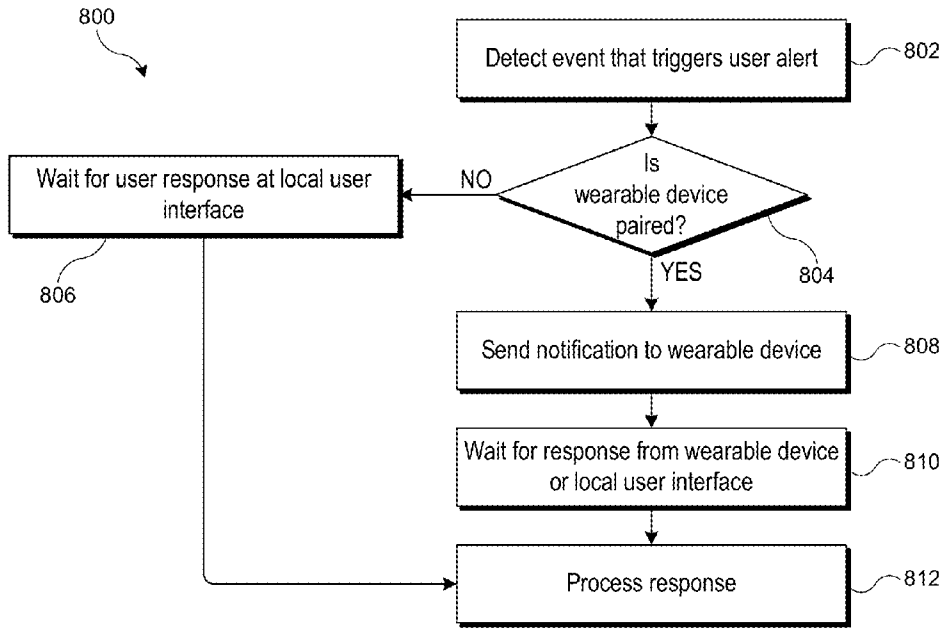 800
Detect event that triggers user alert
802
Is
wearable device
paired?
804
NO
Wait for user response at local user
interface
806
YES
Send notification to wearable device
808
Wait for response from wearable device
or local user interface
810
Process response
812